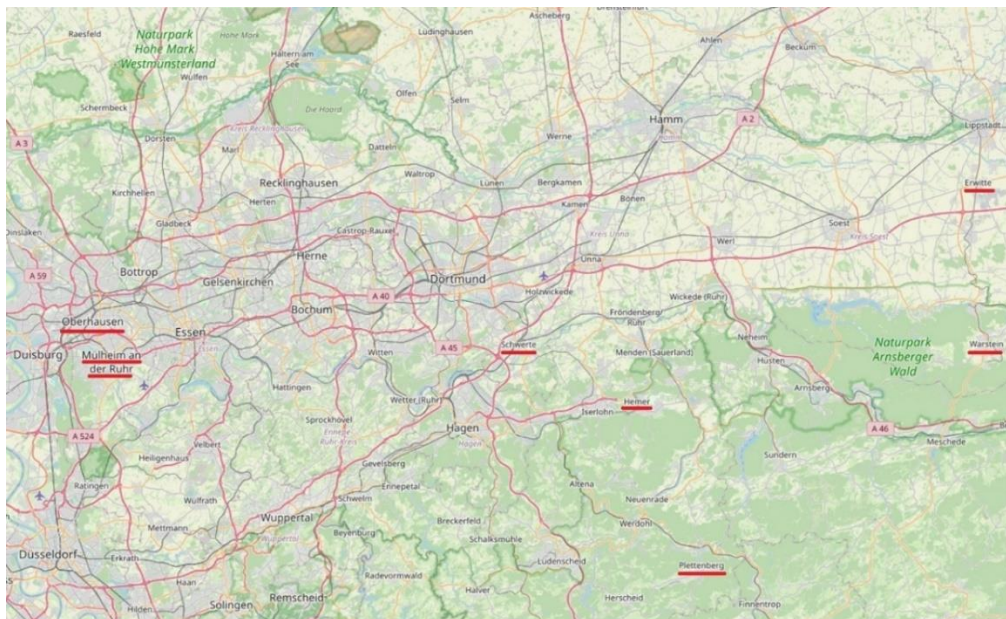 Ascheberg
Drensteinfurt
Raesfeld
Naturpark
Hohe Mark
Westmünsterland
Hohe Mark
Lüdinghausen
Ahlen
Beckum
Haltern am
See
Wulfen
Olfen
Selm
Schermbeck
Die Haard
Hamm
A 2
Lippstadt
A 3
Dorsten
Marl
Kreis Recklinghausen
Datteln
Werne
Kirchhellen
Recklinghausen
Waltrop
Lünen
Bergkamen
Bönen
Erwitte
Herten
Kamen
Gladbeck
Castrop-Rauxel
Soest
Dinslaken
Kreis Unna
Werl
Kreis Soest
A 59
Bottrop
Herne
Gelsenkirchen
Dortmund
Unna
Holzwickede
A 40
Wickede (Ruhr)
Bochum
Fröndenberg/
Ruhr
Oberhausen
Essen
Duisburg
Essen
Witten
A 45
Schwerte
Menden (Sauerland)
Neheim
Naturpark
Arnsberger
Wald
Warstein
Mülheim an
der Ruhr
Hüsten
Hattingen
Wetter (Ruhr)
Arnsberg
Iserlohn
Hemer
Sprockhövel
Hagen
Hagen
Ennepe-
Ruhr-Kreis
A 524
Velbert
Heiligenhaus
A 46
Meschede
Sundern
Gevelsberg
Ennepetal
Ratingen
Altena
Neuenrade
Wülfrath
Schwelm
Wuppertal
Wuppertal
Mettmann
Beyenburg
Breckerfeld
Werdohl
Schalksmühle
Düsseldorf
Erkrath
Lüdenscheid
Plettenberg
Haan
Radevormwald
Halver
Herscheid
Hilden
Solingen
Remscheid
Finnentrop